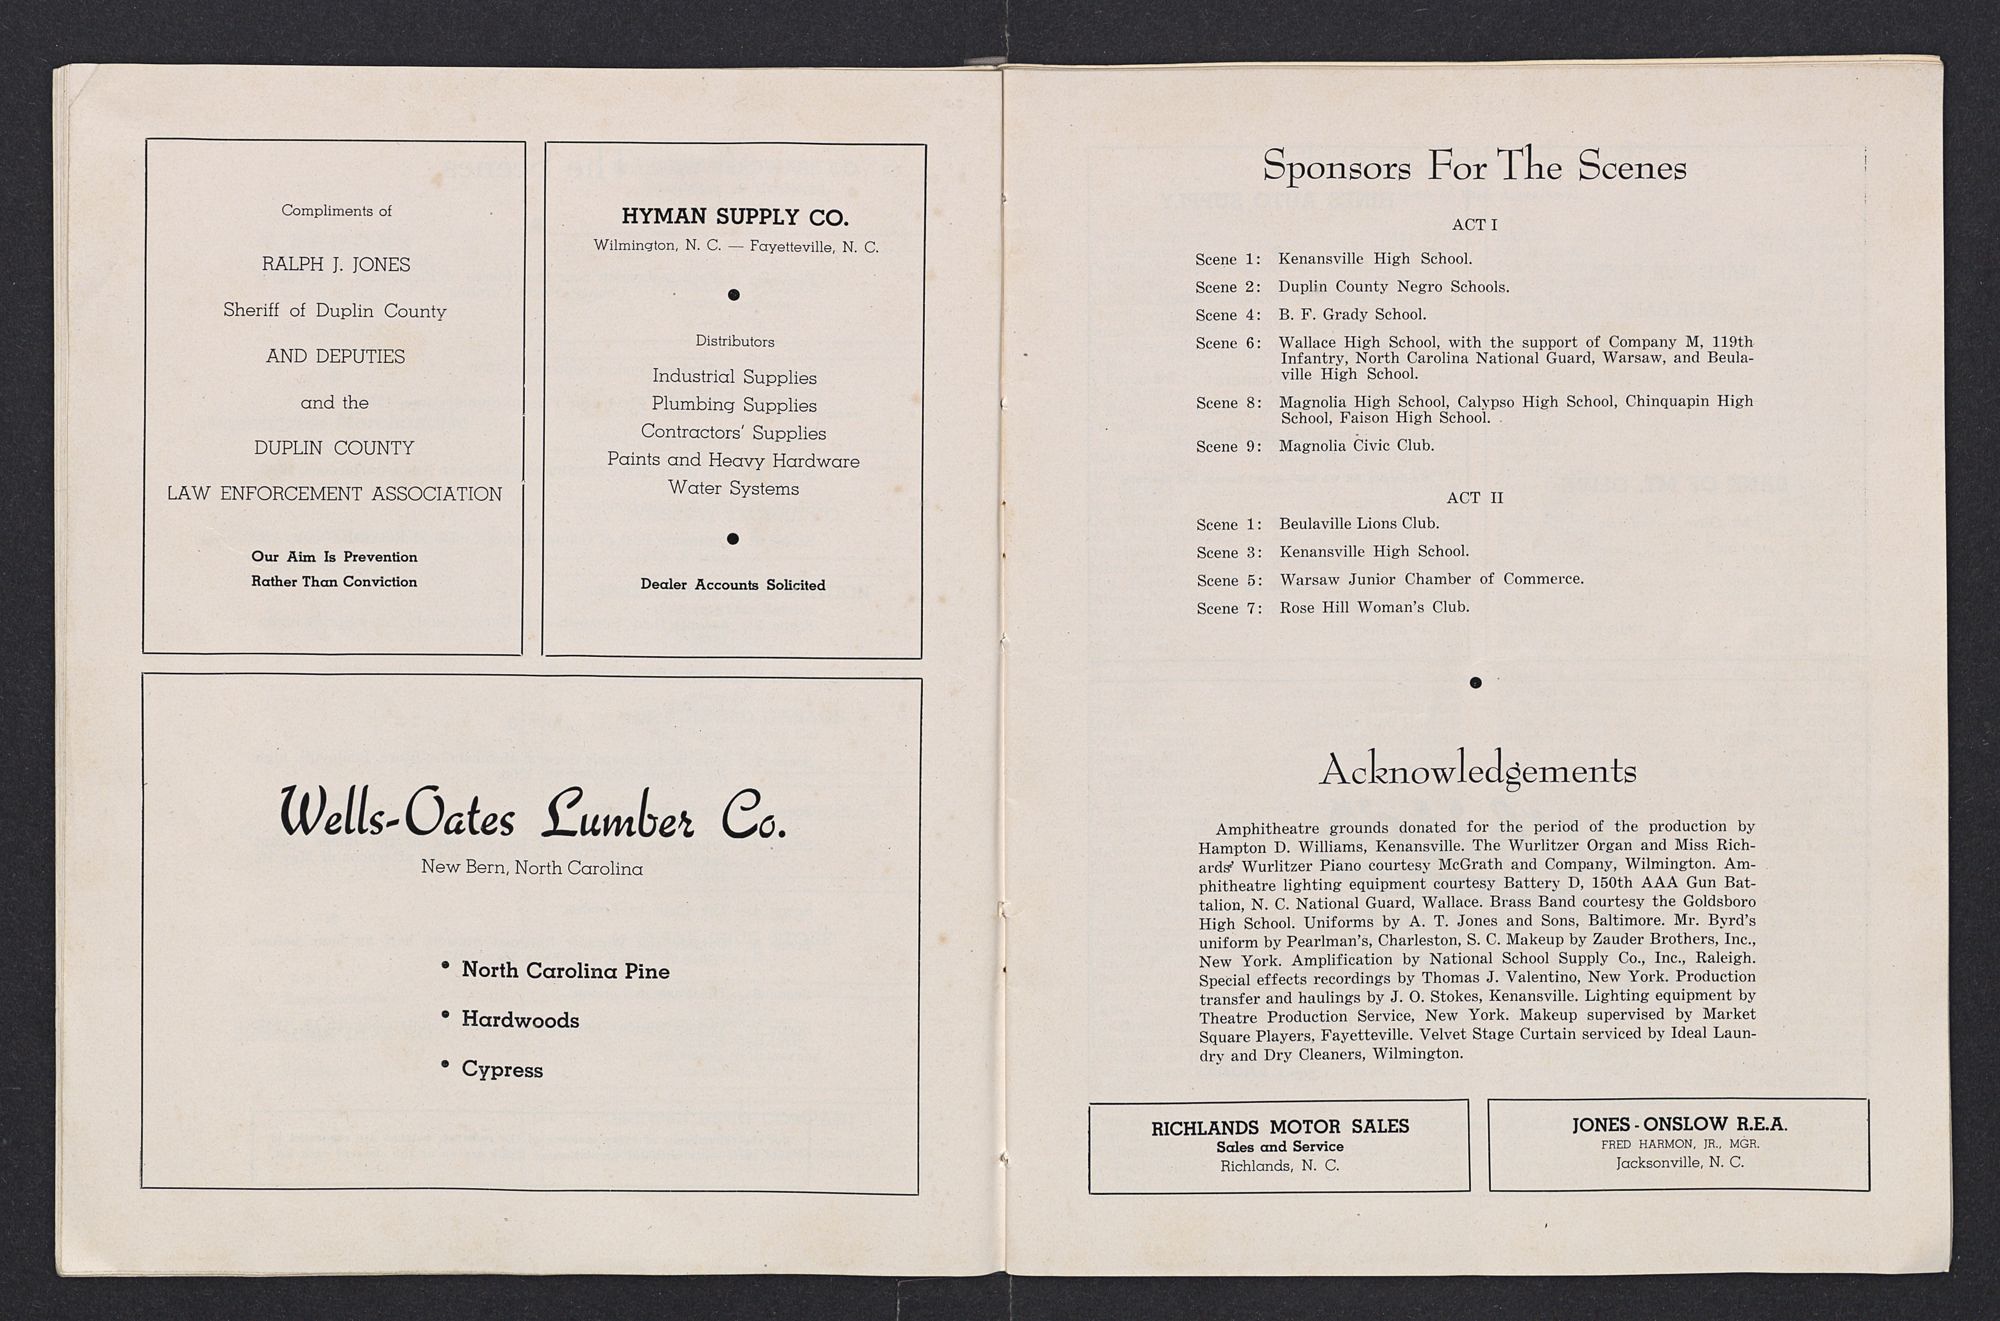 Compliments of
RALPH J. JONES
Sheriff of Duplin County
AND DEPUTIES
and the
DUPLIN COUNTY
LAW ENFORCEMENT ASSOCIATION
Our Aim Is Prevention
Rather Than Conviction
HYMAN SUPPLY CO.
Wilmington, N. C. — Fayetteville, N. C.
Distributors
Industrial Supplies
Plumbing Supplies
Contractors' Supplies
Paints and Heavy Hardware
Water Systems
Dealer Accounts Solicited
Wells-Oates Lumber Co.
New Bern, North Carolina
• North Carolina Pine
• Hardwoods
• Cypress
Sponsors For The Scenes
ACT I
Scene 1: Kenansville High School.
Scene 2: Duplin County Negro Schools.
Scene 4: B. F. Grady School.
Scene 6: Wallace High School, with the support of Company M, 119th
Infantry, North Carolina National Guard, Warsaw, and Beula-
ville High School.
Scene 8: Magnolia High School, Calypso High School, Chinquapin High
School, Faison High School.
Scene 9: Magnolia Civic Club.
ACT II
Scene 1: Beulaville Lions Club.
Scene 3: Kenansville High School.
Scene 5: Warsaw Junior Chamber of Commerce.
Scene 7: Rose Hill Woman's Club.
Acknowledgements
Amphitheatre grounds donated for the period of the production by
Hampton D. Williams, Kenansville. The Wurlitzer Organ and Miss Rich-
ards' Wurlitzer Piano courtesy McGrath and Company, Wilmington. Am-
phitheatre lighting equipment courtesy Battery D, 150th AAA Gun Bat-
talion, N. C. National Guard, Wallace. Brass Band courtesy the Goldsboro
High School. Uniforms by A. T. Jones and Sons, Baltimore. Mr. Byrd's
uniform by Pearlman's, Charleston, S. C. Makeup by Zauder Brothers, Inc.,
New York. Amplification by National School Supply Co., Inc., Raleigh.
Special effects recordings by Thomas J. Valentino, New York. Production
transfer and haulings by J. O. Stokes, Kenansville. Lighting equipment by
Theatre Production Service, New York. Makeup supervised by Market
Square Players, Fayetteville. Velvet Stage Curtain serviced by Ideal Laun-
dry and Dry Cleaners, Wilmington.
RICHLANDS MOTOR SALES
Sales and Service
Richlands, N. C.
JONES - ONSLOW R.E.A.
FRED HARMON, JR., MGR.
Jacksonville, N. C.